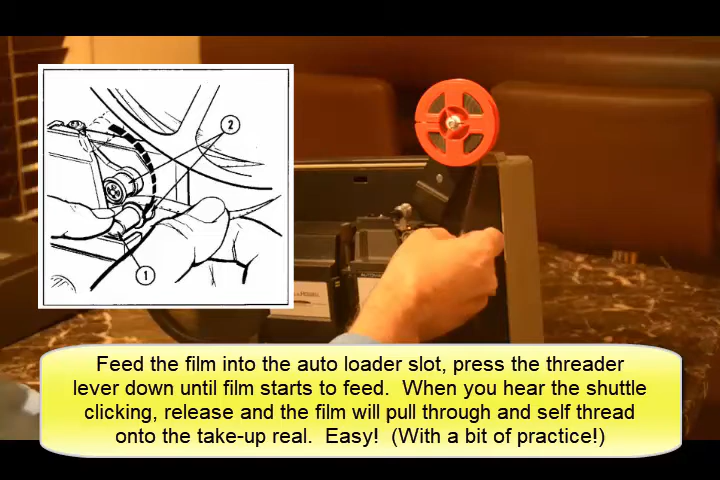 2
1
Feed the film into the auto loader slot, press the threader
lever down until film starts to feed. When you hear the shuttle
clicking, release and the film will pull through and self thread
onto the take-up real. Easy! (With a bit of practice!)